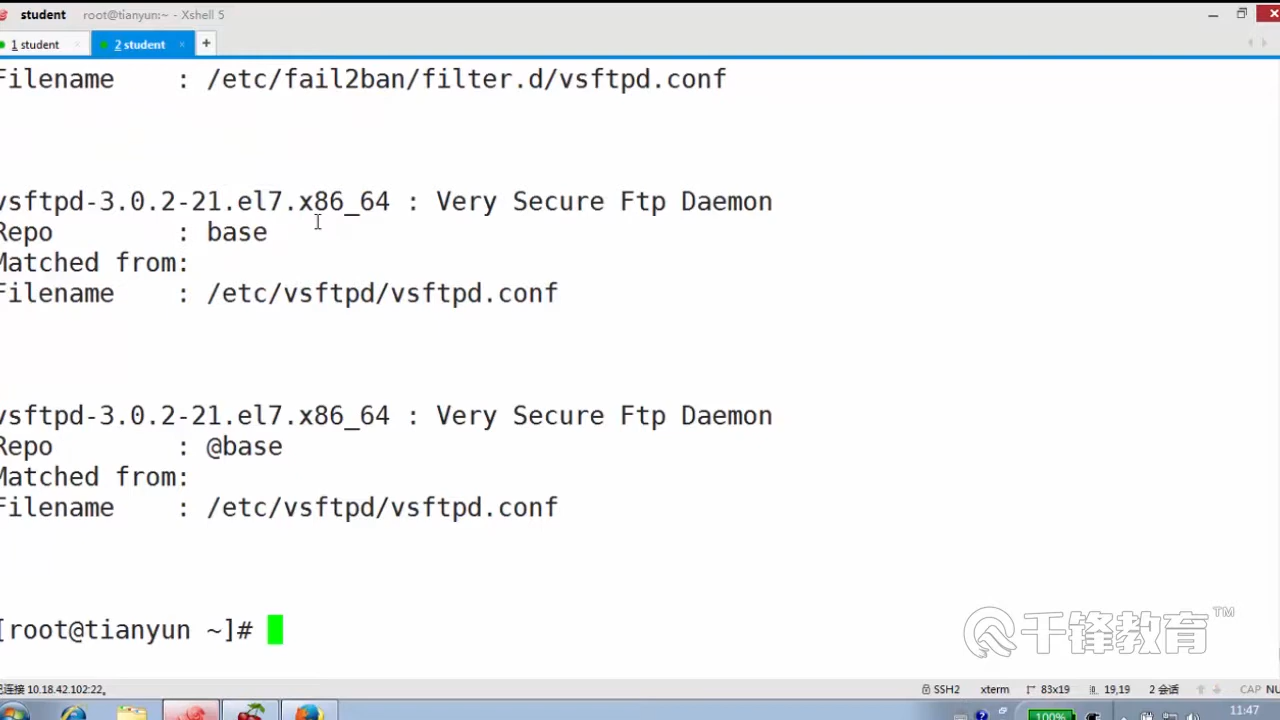 student root@tianyun:~ - Xshell 5
1 student 2 student +
Filename : /etc/fail2ban/filter.d/vsftpd.conf
vsftpd-3.0.2-21.el7.x86_64 : Very Secure Ftp Daemon
Repo : base
Matched from:
Filename : /etc/vsftpd/vsftpd.conf
vsftpd-3.0.2-21.el7.x86_64 : Very Secure Ftp Daemon
Repo : @base
Matched from:
Filename : /etc/vsftpd/vsftpd.conf
[root@tianyun ~]#
千锋教育™
已连接 10.18.42.102:22。 SSH2 xterm 83x19 19,19 2 会话 CAP NU
100% 11:47